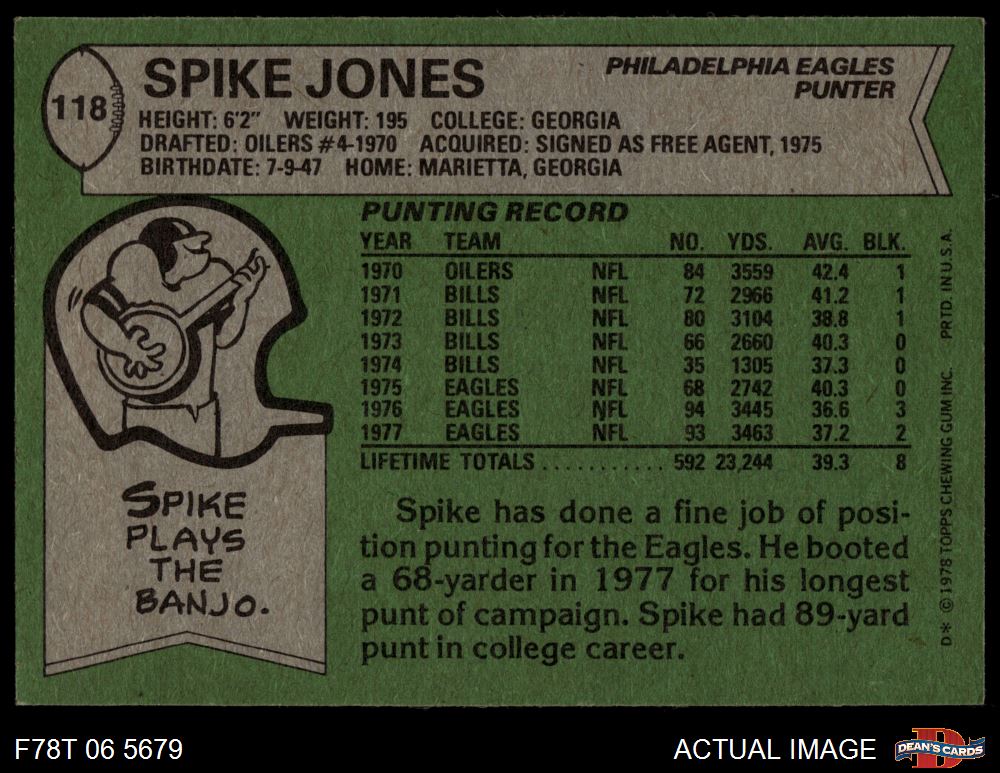 118
SPIKE JONES
PHILADELPHIA EAGLES
PUNTER
HEIGHT: 6'2" WEIGHT: 195 COLLEGE: GEORGIA
DRAFTED: OILERS #4-1970 ACQUIRED: SIGNED AS FREE AGENT, 1975
BIRTHDATE: 7-9-47 HOME: MARIETTA, GEORGIA
PUNTING RECORD
YEAR TEAM NO. YDS. AVG. BLK.
1970 OILERS NFL 84 3559 42.4 1
1971 BILLS NFL 72 2966 41.2 1
1972 BILLS NFL 80 3104 38.8 1
1973 BILLS NFL 66 2660 40.3 0
1974 BILLS NFL 35 1305 37.3 0
1975 EAGLES NFL 68 2742 40.3 0
1976 EAGLES NFL 94 3445 36.6 3
1977 EAGLES NFL 93 3463 37.2 2
LIFETIME TOTALS ........... 592 23,244 39.3 8
SPIKE
PLAYS
THE
BANJO.
Spike has done a fine job of posi-
tion punting for the Eagles. He booted
a 68-yarder in 1977 for his longest
punt of campaign. Spike had 89-yard
punt in college career.
D* © 1978 TOPPS CHEWING GUM INC. PRTD. IN U.S.A.
F78T 06 5679
ACTUAL IMAGE
D
DEAN'S CARDS